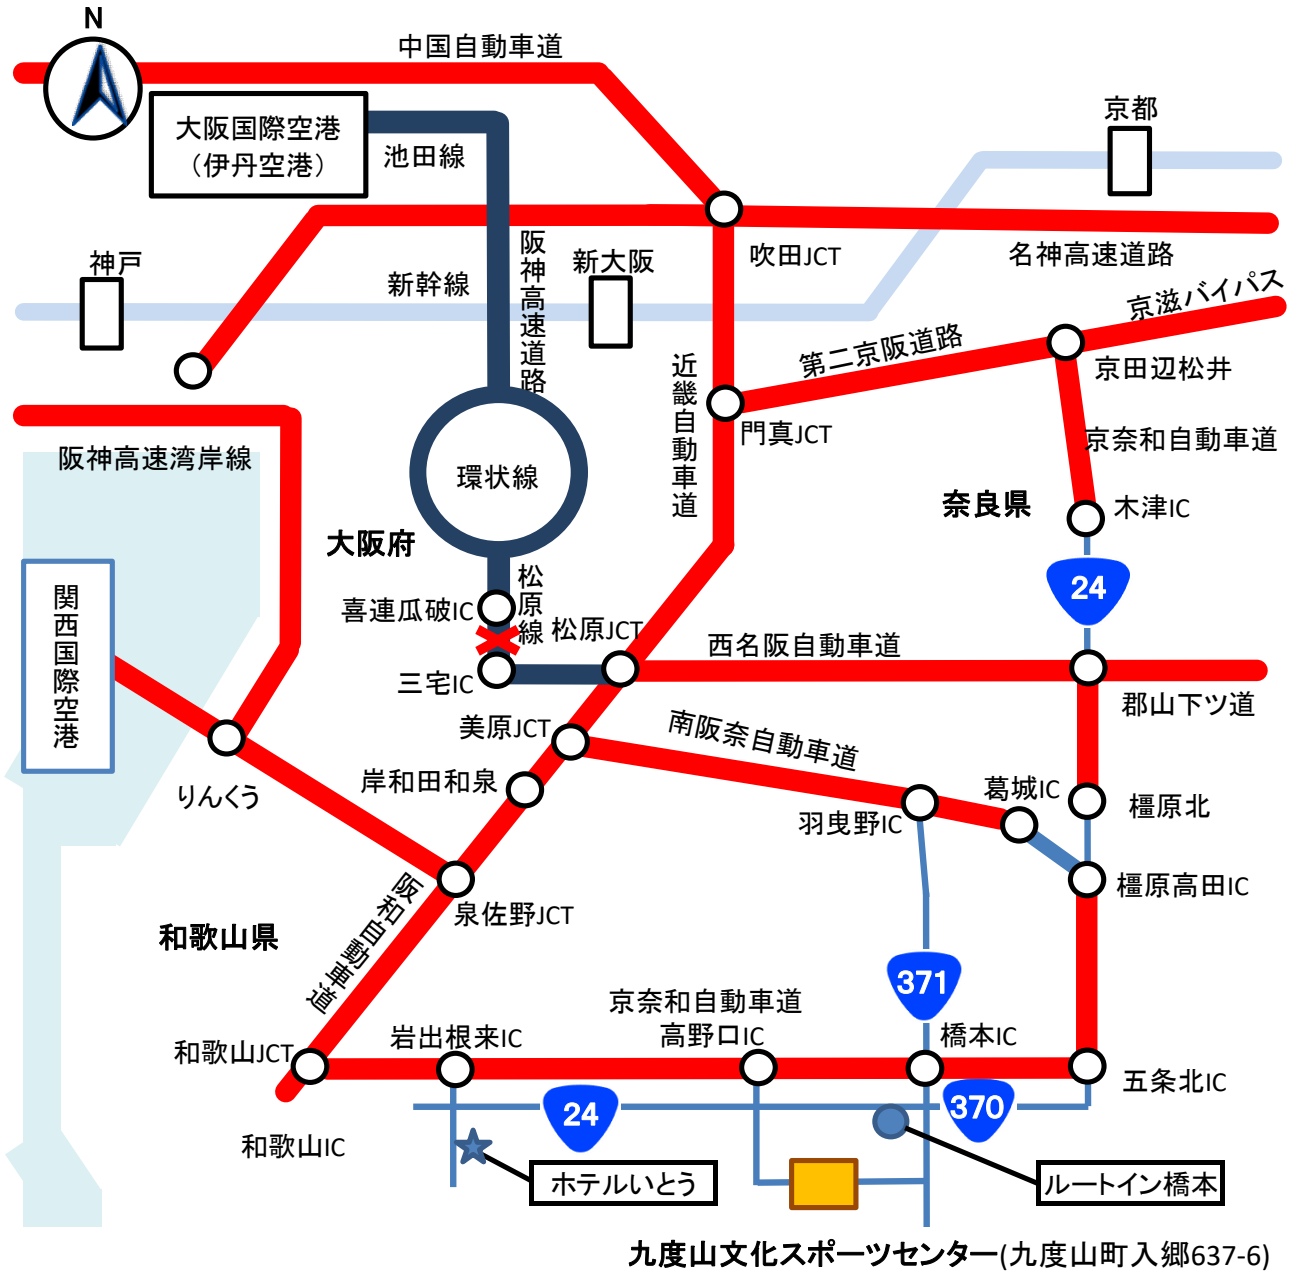 N
中国自動車道
大阪国際空港
（伊丹空港）
池田線
京都
阪神高速道路
吹田JCT
名神高速道路
神戸
新幹線
新大阪
京滋バイパス
第二京阪道路
京田辺松井
近畿自動車道
門真JCT
京奈和自動車道
阪神高速湾岸線
環状線
奈良県
木津IC
大阪府
24
関西国際空港
喜連瓜破IC
松原線
松原JCT
西名阪自動車道
三宅IC
郡山下ツ道
美原JCT
南阪奈自動車道
岸和田和泉
りんくう
葛城IC
羽曳野IC
橿原北
橿原高田IC
阪和自動車道
泉佐野JCT
和歌山県
371
京奈和自動車道
高野口IC
岩出根来IC
橋本IC
和歌山JCT
五条北IC
24
370
和歌山IC
ホテルいとう
ルートイン橋本
九度山文化スポーツセンター(九度山町入郷637-6)